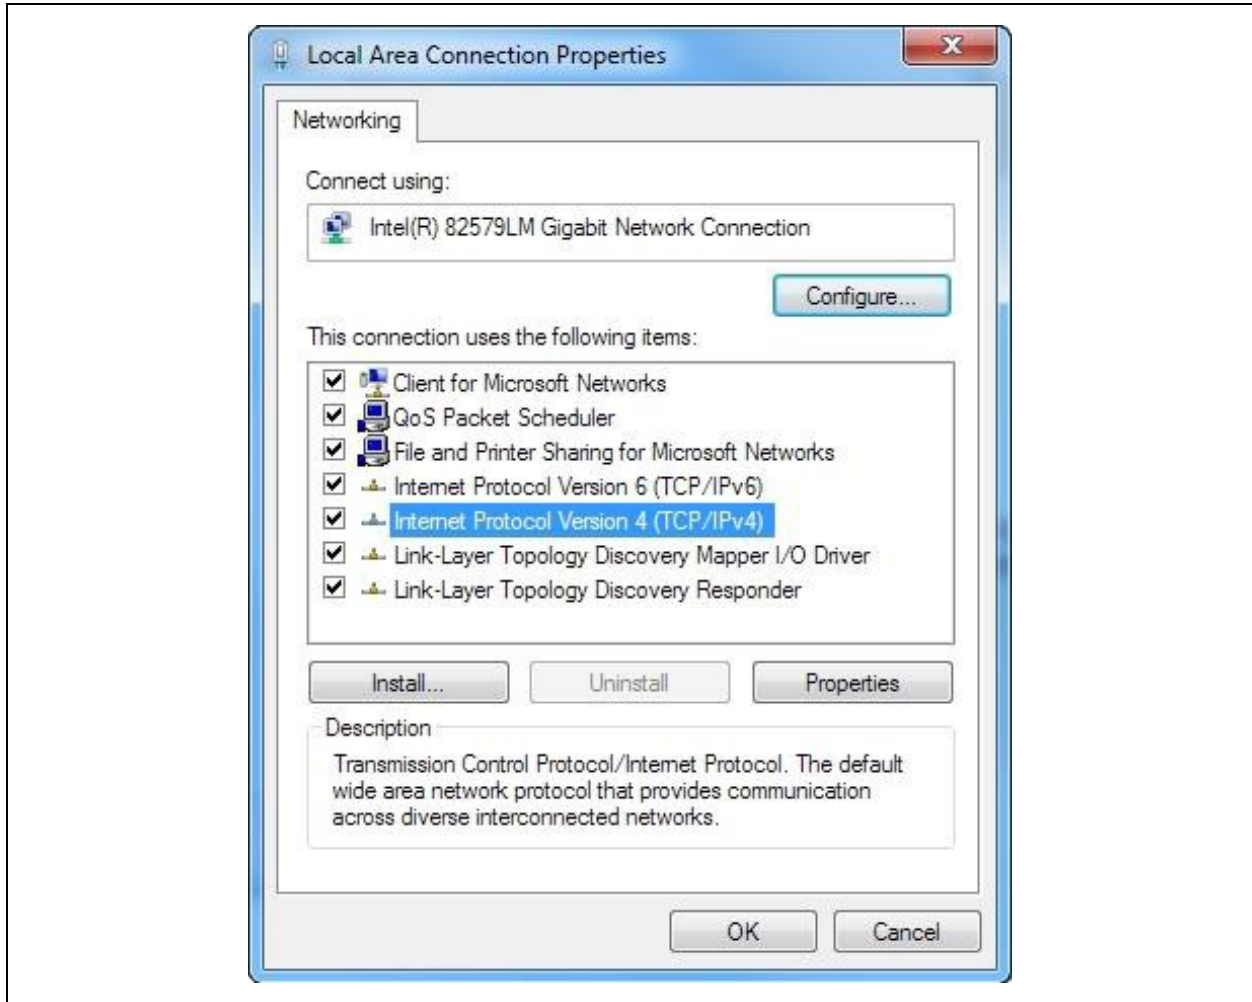 Local Area Connection Properties
Networking
Connect using:
Intel(R) 82579LM Gigabit Network Connection
Configure...
This connection uses the following items:
Client for Microsoft Networks
QoS Packet Scheduler
File and Printer Sharing for Microsoft Networks
Internet Protocol Version 6 (TCP/IPv6)
Internet Protocol Version 4 (TCP/IPv4)
Link-Layer Topology Discovery Mapper I/O Driver
Link-Layer Topology Discovery Responder
Install... Uninstall Properties
Description
Transmission Control Protocol/Internet Protocol. The default
wide area network protocol that provides communication
across diverse interconnected networks.
OK Cancel